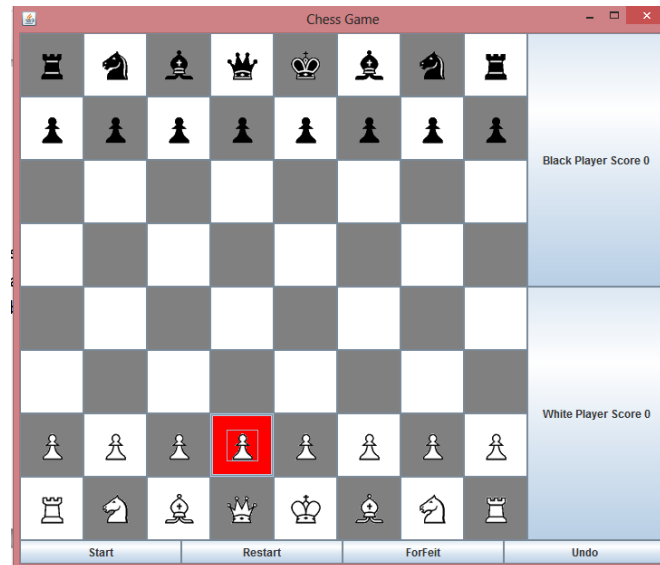 Chess Game
Black Player Score 0
White Player Score 0
Start
Restart
ForFeit
Undo